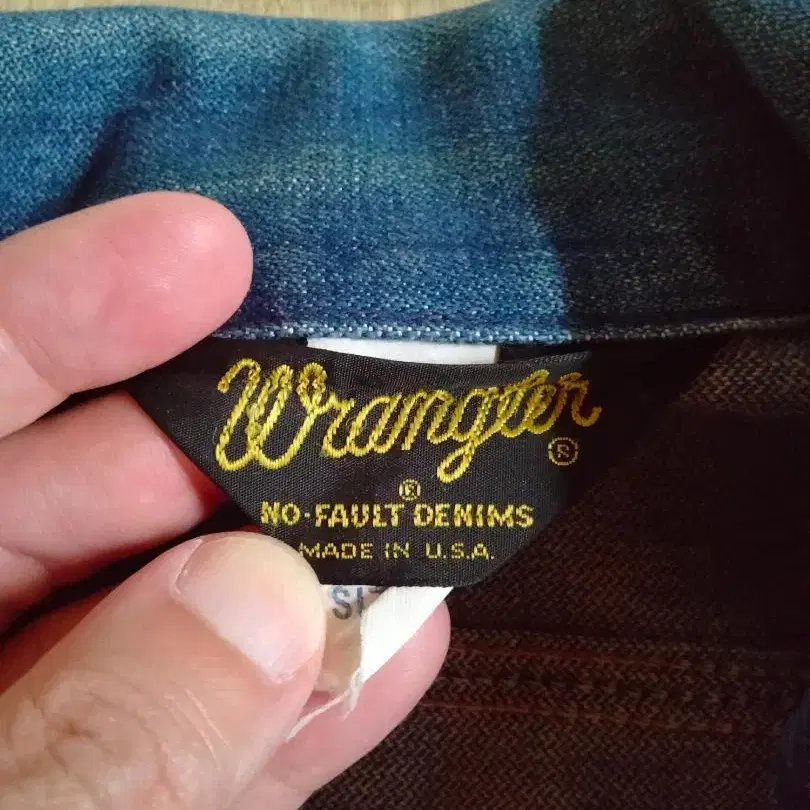 Wrangler
®
®
NO-FAULT DENIMS
MADE IN U.S.A.